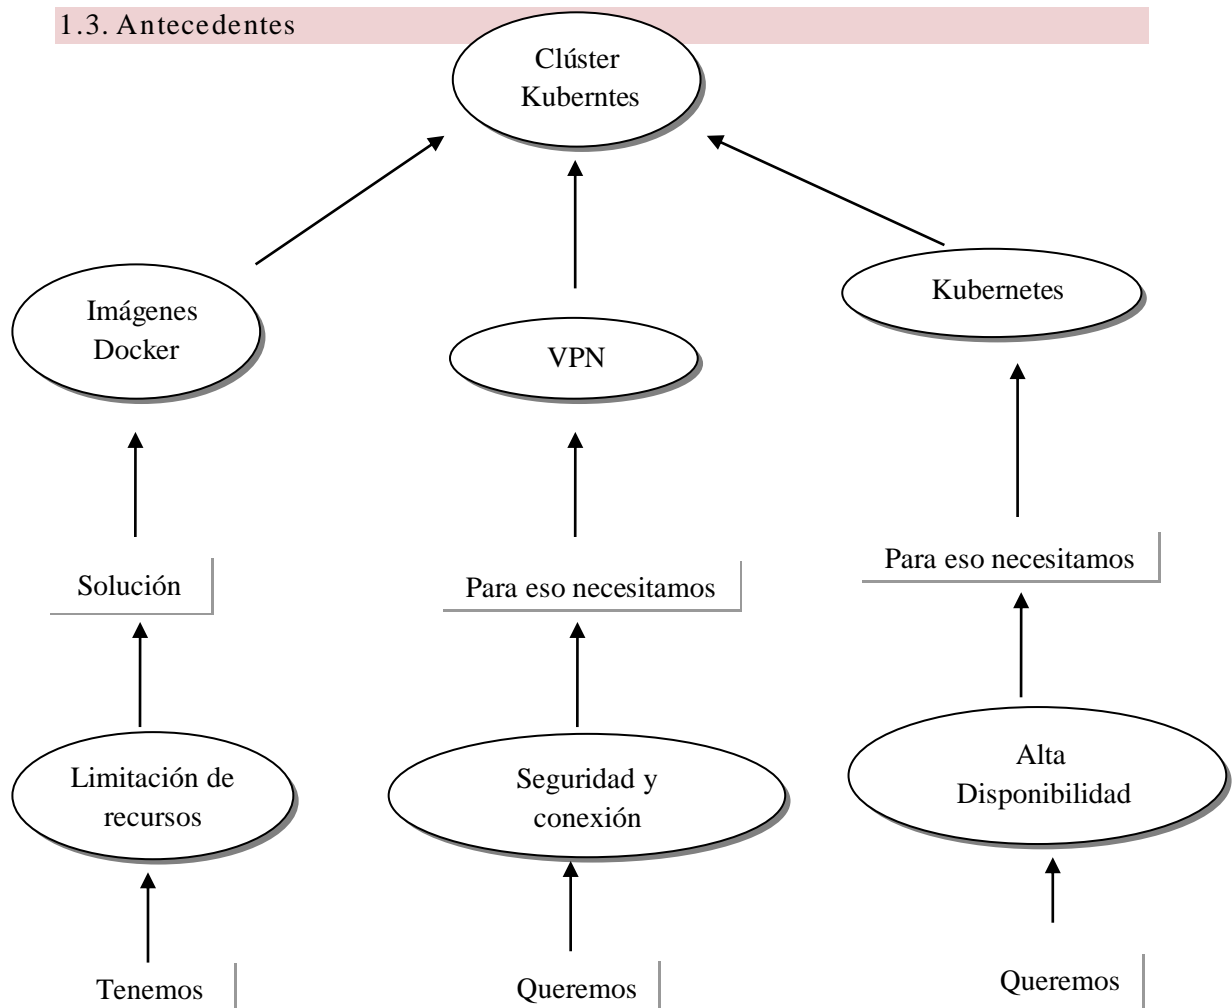 1.3. Antecedentes
Clúster
Kuberntes
Imágenes
Docker
VPN
Kubernetes
Solución
Para eso necesitamos
Para eso necesitamos
Limitación de
recursos
Seguridad y
conexión
Alta
Disponibilidad
Tenemos
Queremos
Queremos